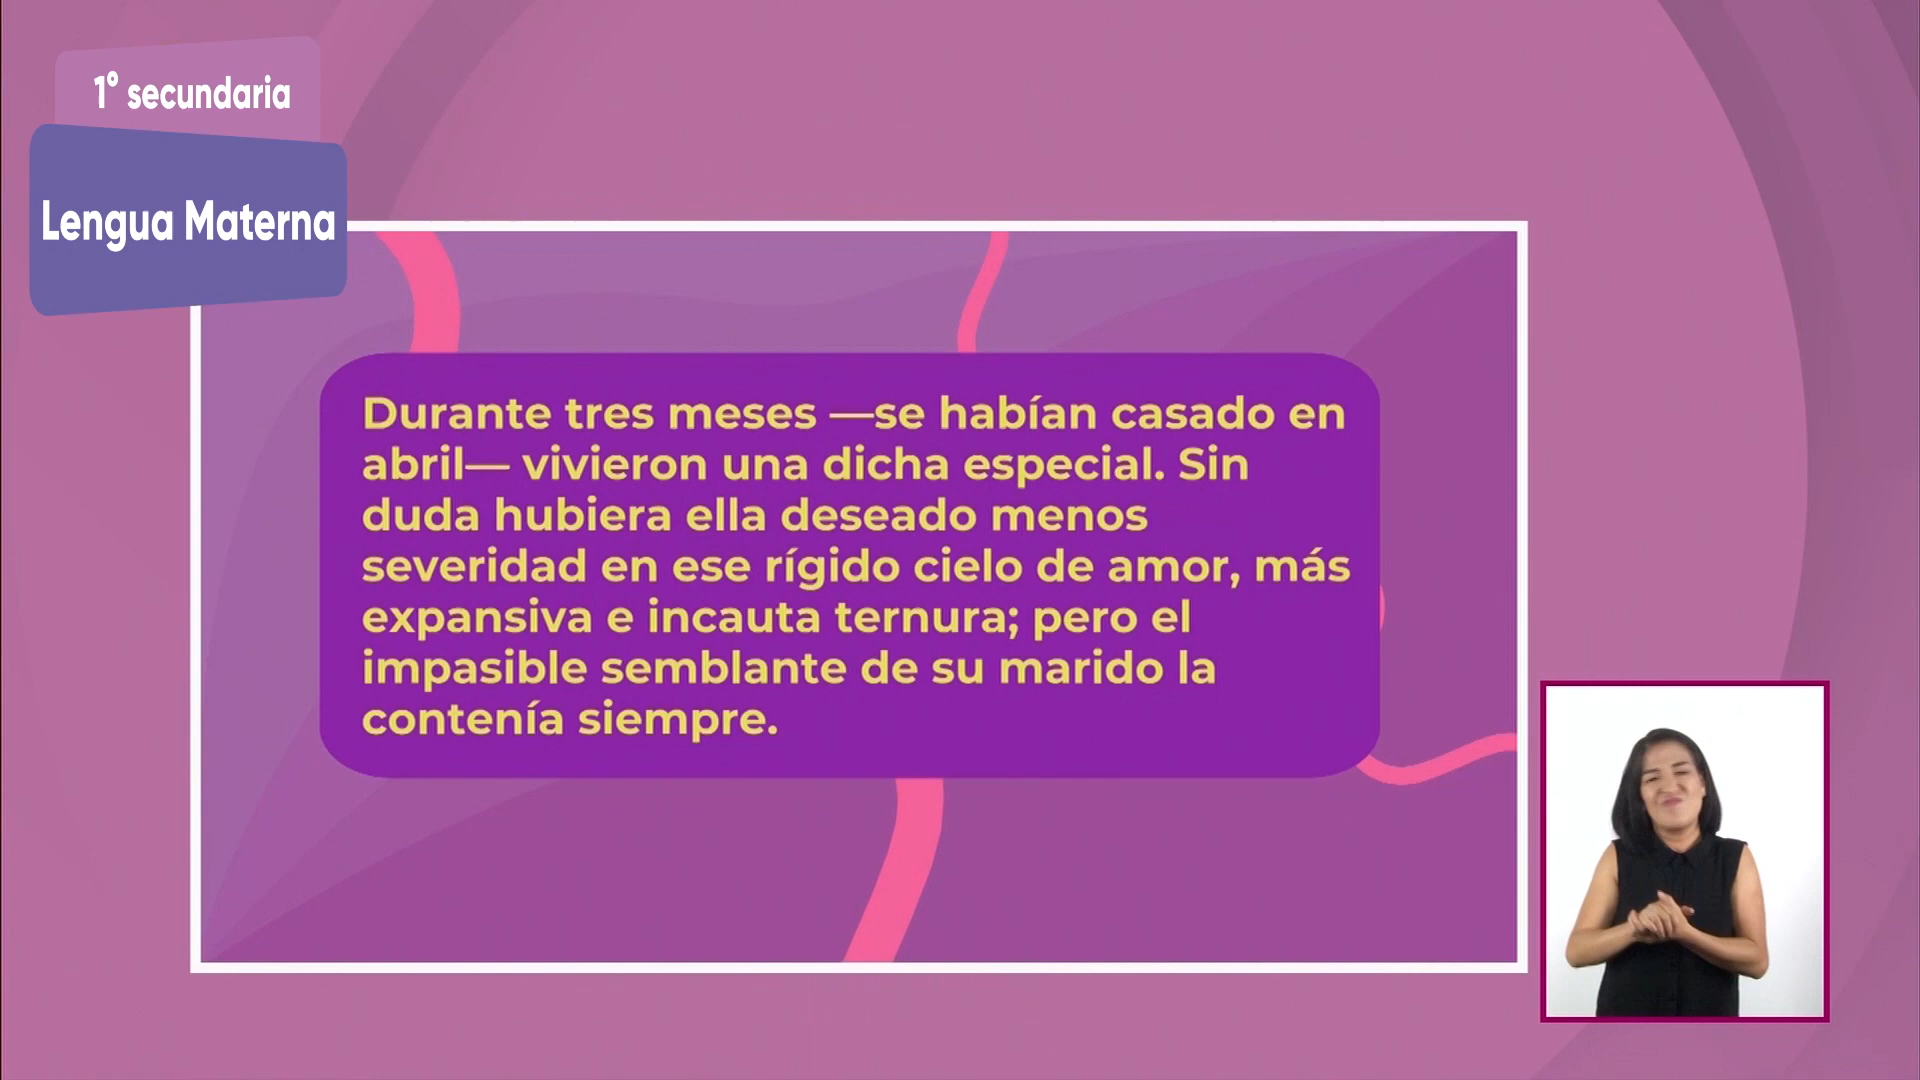 1° secundaria
Lengua Materna
Durante tres meses —se habían casado en
abril— vivieron una dicha especial. Sin
duda hubiera ella deseado menos
severidad en ese rígido cielo de amor, más
expansiva e incauta ternura; pero el
impasible semblante de su marido la
contenía siempre.